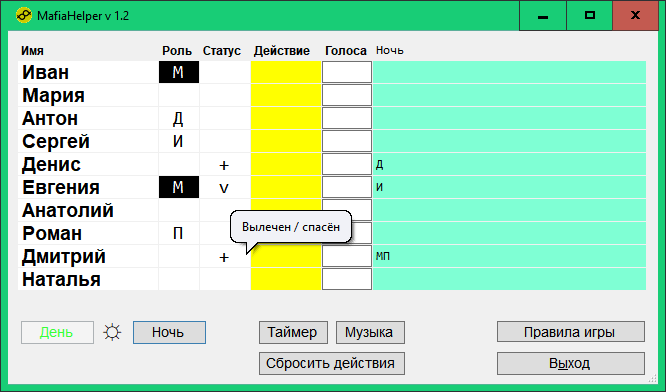 MafiaHelper v 1.2
Имя Роль Статус Действие Голоса Ночь
Иван М
Мария
Антон Д
Сергей И
Денис + Д
Евгения М v И
Анатолий
Роман П
Вылечен / спасён
Дмитрий + МП
Наталья
День Ночь Таймер Музыка Правила игры
Сбросить действия Выход